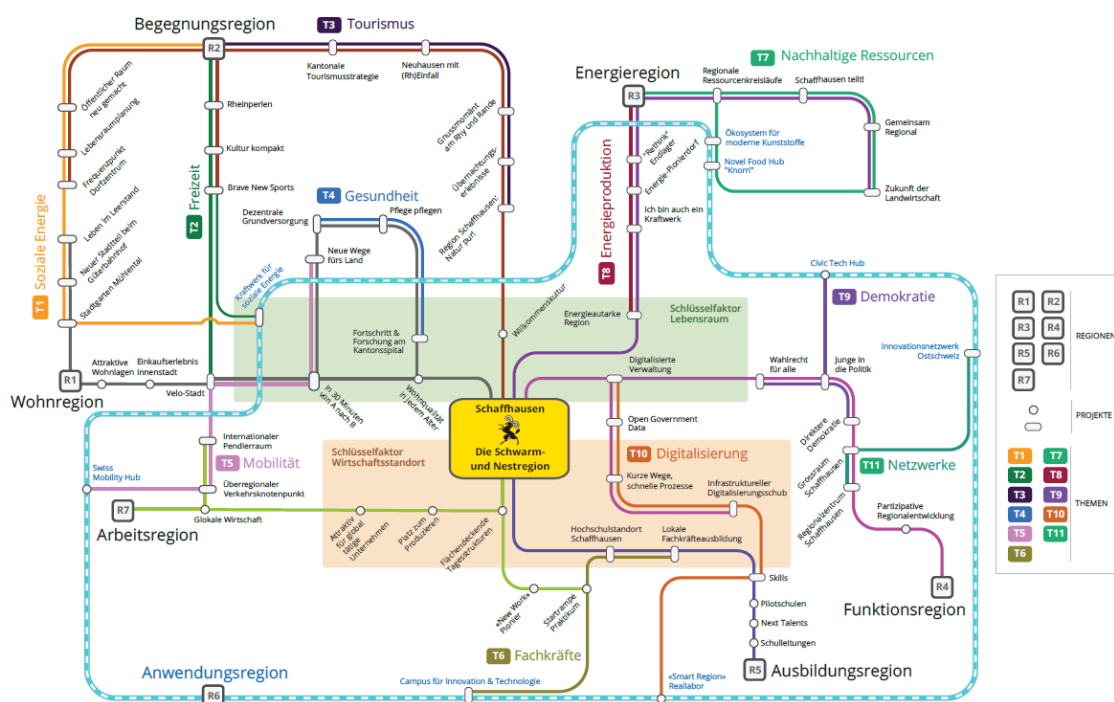 Begegnungsregion
R2
T3 Tourismus
Kantonale
Tourismusstrategie
Neuhausen mit
(Rh)Einfall
Gnussmomänt
am Rhy und Rande
Übernachtungs-
erlebnisse
Region Schaffhausen:
Natur pur!
Willkommenskultur
Öffentlicher Raum
neu gemacht
Lebensraumplanung
Frequenzpunkt
Dorfzentrum
Leben im Leerstand
Neuer Stadtteil beim
Güterbahnhof
Stadtgarten Mühlental
T1 Soziale Energie
Rheinperlen
Kultur kompakt
Brave New Sports
T2 Freizeit
Kraftwerk für
soziale Energie
T4 Gesundheit
Dezentrale
Grundversorgung
Pflege pflegen
Neue Wege
fürs Land
Fortschritt &
Forschung am
Kantonsspital
Energieregion
R3
T7 Nachhaltige Ressourcen
Regionale
Ressourcenkreisläufe
Schaffhausen teilt!
Gemeinsam
Regional
Zukunft der
Landwirtschaft
Ökosystem für
moderne Kunststoffe
Novel Food Hub
"Knorri"
"Rethink"
Endlager
Energie-Pionierdorf
Ich bin auch ein
Kraftwerk
T8 Energieproduktion
Energieautarke
Region
Schlüsselfaktor
Lebensraum
Civic Tech Hub
T9 Demokratie
Innovationsnetzwerk
Ostschweiz
R1
Wohnregion
Attraktive
Wohnlagen
Einkaufserlebnis
Innenstadt
Velo-Stadt
In 30 Minuten
von A nach B
Wohnqualität
in jedem Alter
Digitalisierte
Verwaltung
Wahlrecht
für alle
Junge in
die Politik
Schaffhausen
Die Schwarm-
und Nestregion
Schlüsselfaktor
Wirtschaftsstandort
Internationaler
Pendlerraum
T5 Mobilität
Überregionaler
Verkehrsknotenpunkt
Swiss
Mobility Hub
R7
Arbeitsregion
Glokale Wirtschaft
Attraktiv
für global
tätige
Unternehmen
Platz zum
Produzieren
Flächendeckende
Tagesstrukturen
Open Government
Data
T10 Digitalisierung
Kurze Wege,
schnelle Prozesse
Infrastruktureller
Digitalisierungsschub
Direktere
Demokratie
T11 Netzwerke
Grossraum
Schaffhausen
Regionalzentrum
Schaffhausen
Partizipative
Regionalentwicklung
R4
Funktionsregion
Hochschulstandort
Schaffhausen
Lokale
Fachkräfteausbildung
Skills
Pilotschulen
Next Talents
Schulleitungen
R5 Ausbildungsregion
«New Work»
Pionier
Startrampe
Praktikum
T6 Fachkräfte
Anwendungsregion
R6
Campus für Innovation & Technologie
«Smart Region»
Reallabor
R1 R2
R3 R4
R5 R6
R7
REGIONEN
PROJEKTE
T1 T7
T2 T8
T3 T9
T4 T10
T5 T11
T6
THEMEN